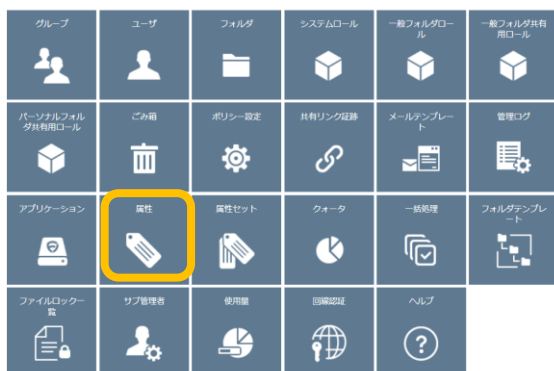 グループ
ユーザ
フォルダ
システムロール
一般フォルダロー
ル
一般フォルダ共有
用ロール
パーソナルフォル
ダ共有用ロール
ごみ箱
ポリシー設定
共有リンク証跡
メールテンプレー
ト
管理ログ
アプリケーション
属性
属性セット
クォータ
一括処理
フォルダテンプレ
ート
ファイルロック一
覧
サブ管理者
使用量
回線認証
ヘルプ